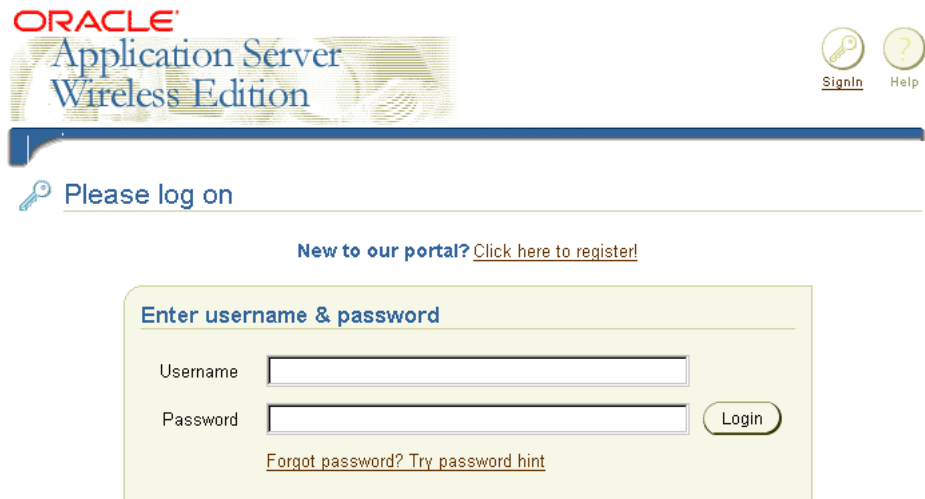 ORACLE
Application Server
Wireless Edition
SignIn
Help
Please log on
New to our portal? Click here to register!
Enter username & password
Username
Password
Login
Forgot password? Try password hint